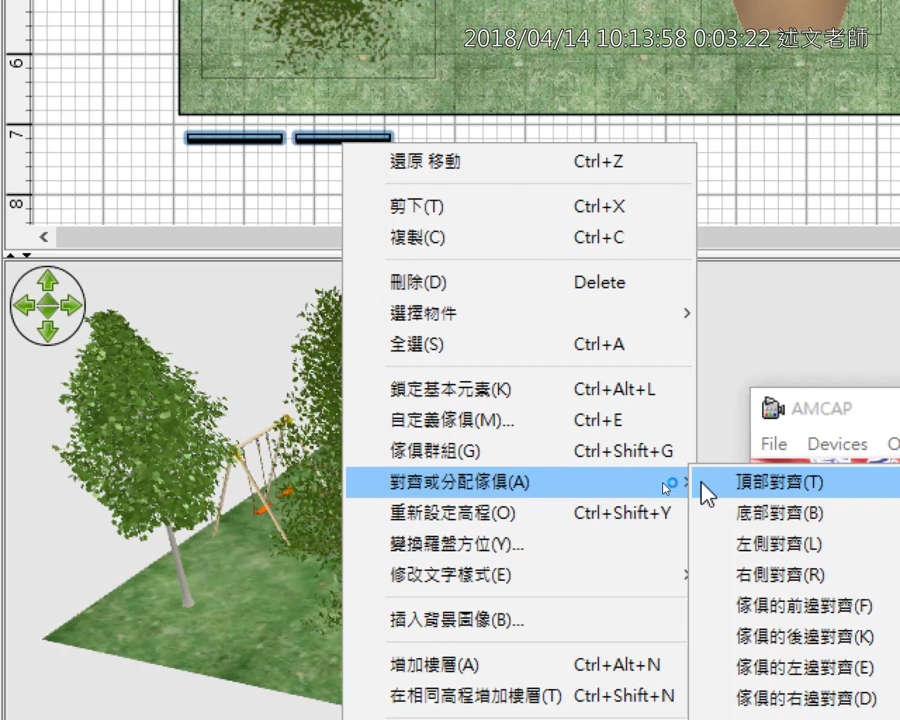 2018/04/14 10:13:58 0:03:22 述文老師
6
7
8
還原 移動 Ctrl+Z
剪下(T) Ctrl+X
複製(C) Ctrl+C
刪除(D) Delete
選擇物件
全選(S) Ctrl+A
鎖定基本元素(K) Ctrl+Alt+L
自定義傢俱(M)... Ctrl+E
傢俱群組(G) Ctrl+Shift+G
對齊或分配傢俱(A)
重新設定高程(O) Ctrl+Shift+Y
變換羅盤方位(Y)...
修改文字樣式(E)
插入背景圖像(B)...
增加樓層(A) Ctrl+Alt+N
在相同高程增加樓層(T) Ctrl+Shift+N
AMCAP
File Devices O
頂部對齊(T)
底部對齊(B)
左側對齊(L)
右側對齊(R)
傢俱的前邊對齊(F)
傢俱的後邊對齊(K)
傢俱的左邊對齊(E)
傢俱的右邊對齊(D)